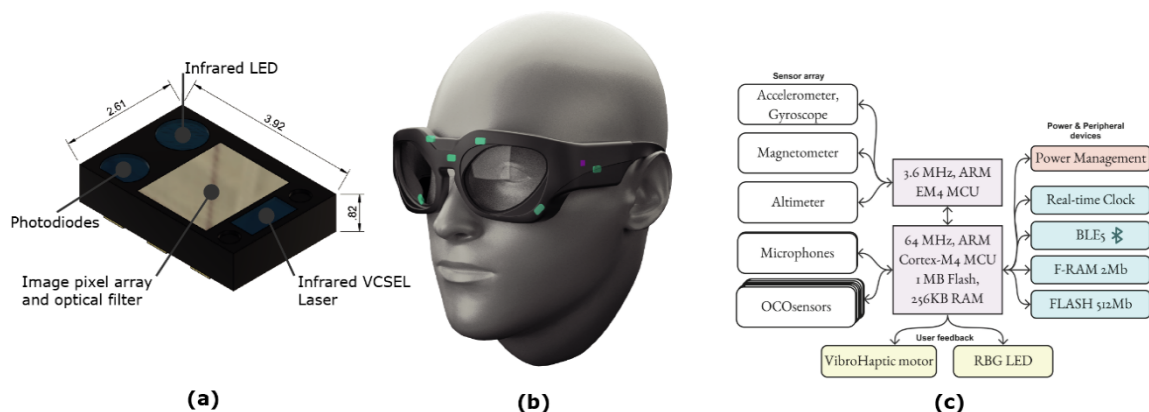 Infrared LED
2.61
3.92
.82
Photodiodes
Image pixel array
and optical filter
Infrared VCSEL
Laser
(a)
(b)
Sensor array
Accelerometer,
Gyroscope
Magnetometer
Altimeter
Microphones
OCOsensors
3.6 MHz, ARM
EM4 MCU
64 MHz, ARM
Cortex-M4 MCU
1 MB Flash,
256KB RAM
Power & Peripheral
devices
Power Management
Real-time Clock
BLE5
F-RAM 2Mb
FLASH 512Mb
User feedback
VibroHaptic motor
RBG LED
(c)